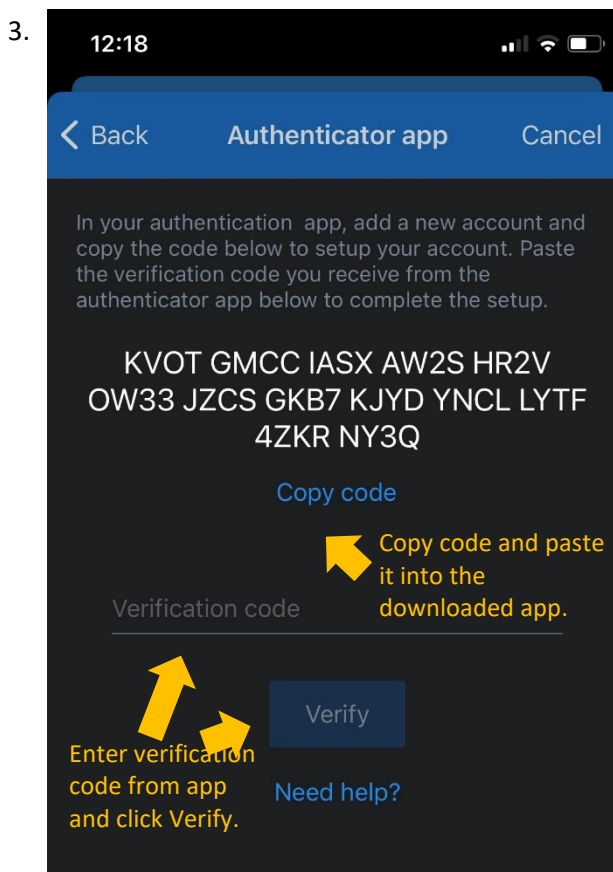 3.
12:18
Back Authenticator app Cancel
In your authentication app, add a new account and
copy the code below to setup your account. Paste
the verification code you receive from the
authenticator app below to complete the setup.
KVOT GMCC IASX AW2S HR2V
OW33 JZCS GKB7 KJYD YNCL LYTF
4ZKR NY3Q
Copy code
Copy code and paste
it into the
downloaded app.
Verification code
Verify
Enter verification
code from app
and click Verify.
Need help?